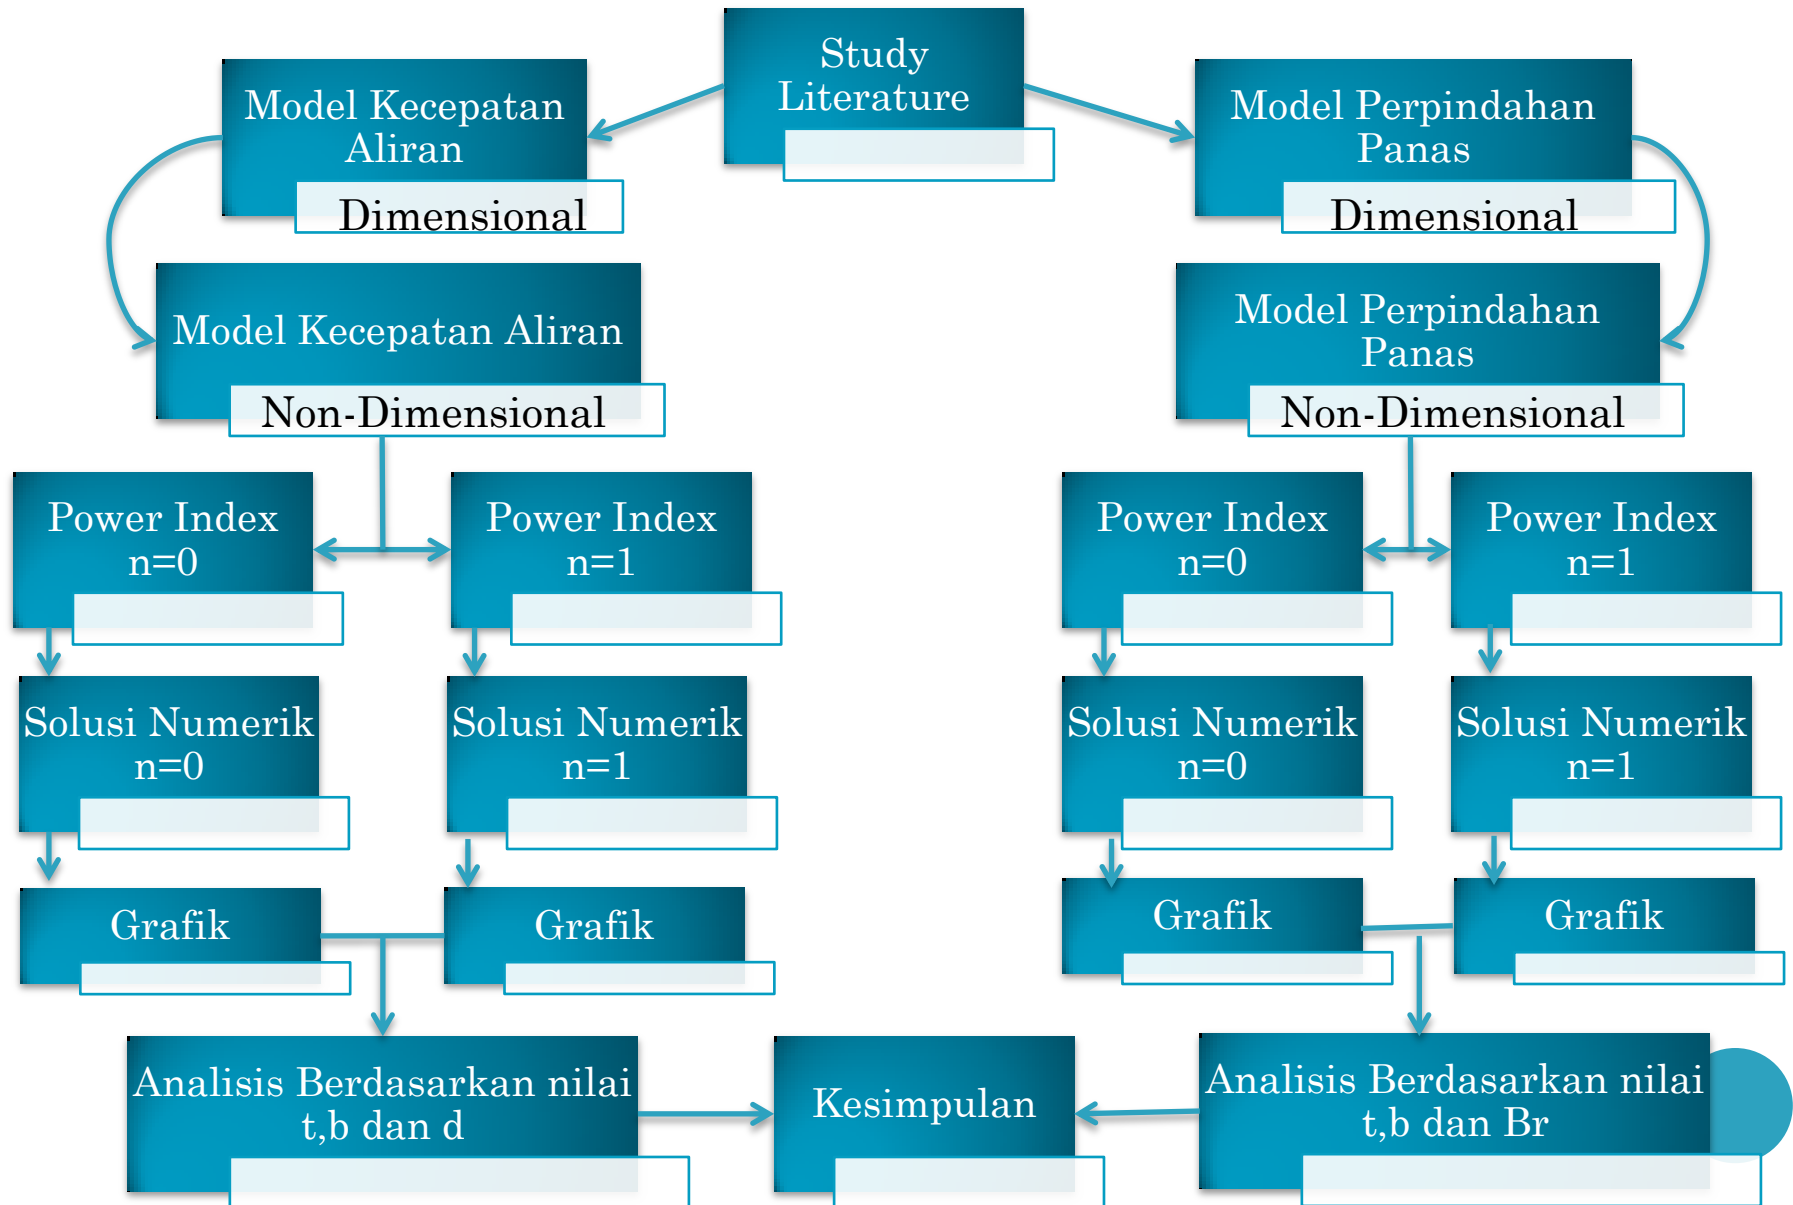 Study
Literature
Model Kecepatan
Aliran
Dimensional
Model Perpindahan
Panas
Dimensional
Model Kecepatan Aliran
Non-Dimensional
Model Perpindahan
Panas
Non-Dimensional
Power Index
n=0
Power Index
n=1
Power Index
n=0
Power Index
n=1
Solusi Numerik
n=0
Solusi Numerik
n=1
Solusi Numerik
n=0
Solusi Numerik
n=1
Grafik
Grafik
Grafik
Grafik
Analisis Berdasarkan nilai
t,b dan d
Kesimpulan
Analisis Berdasarkan nilai
t,b dan Br